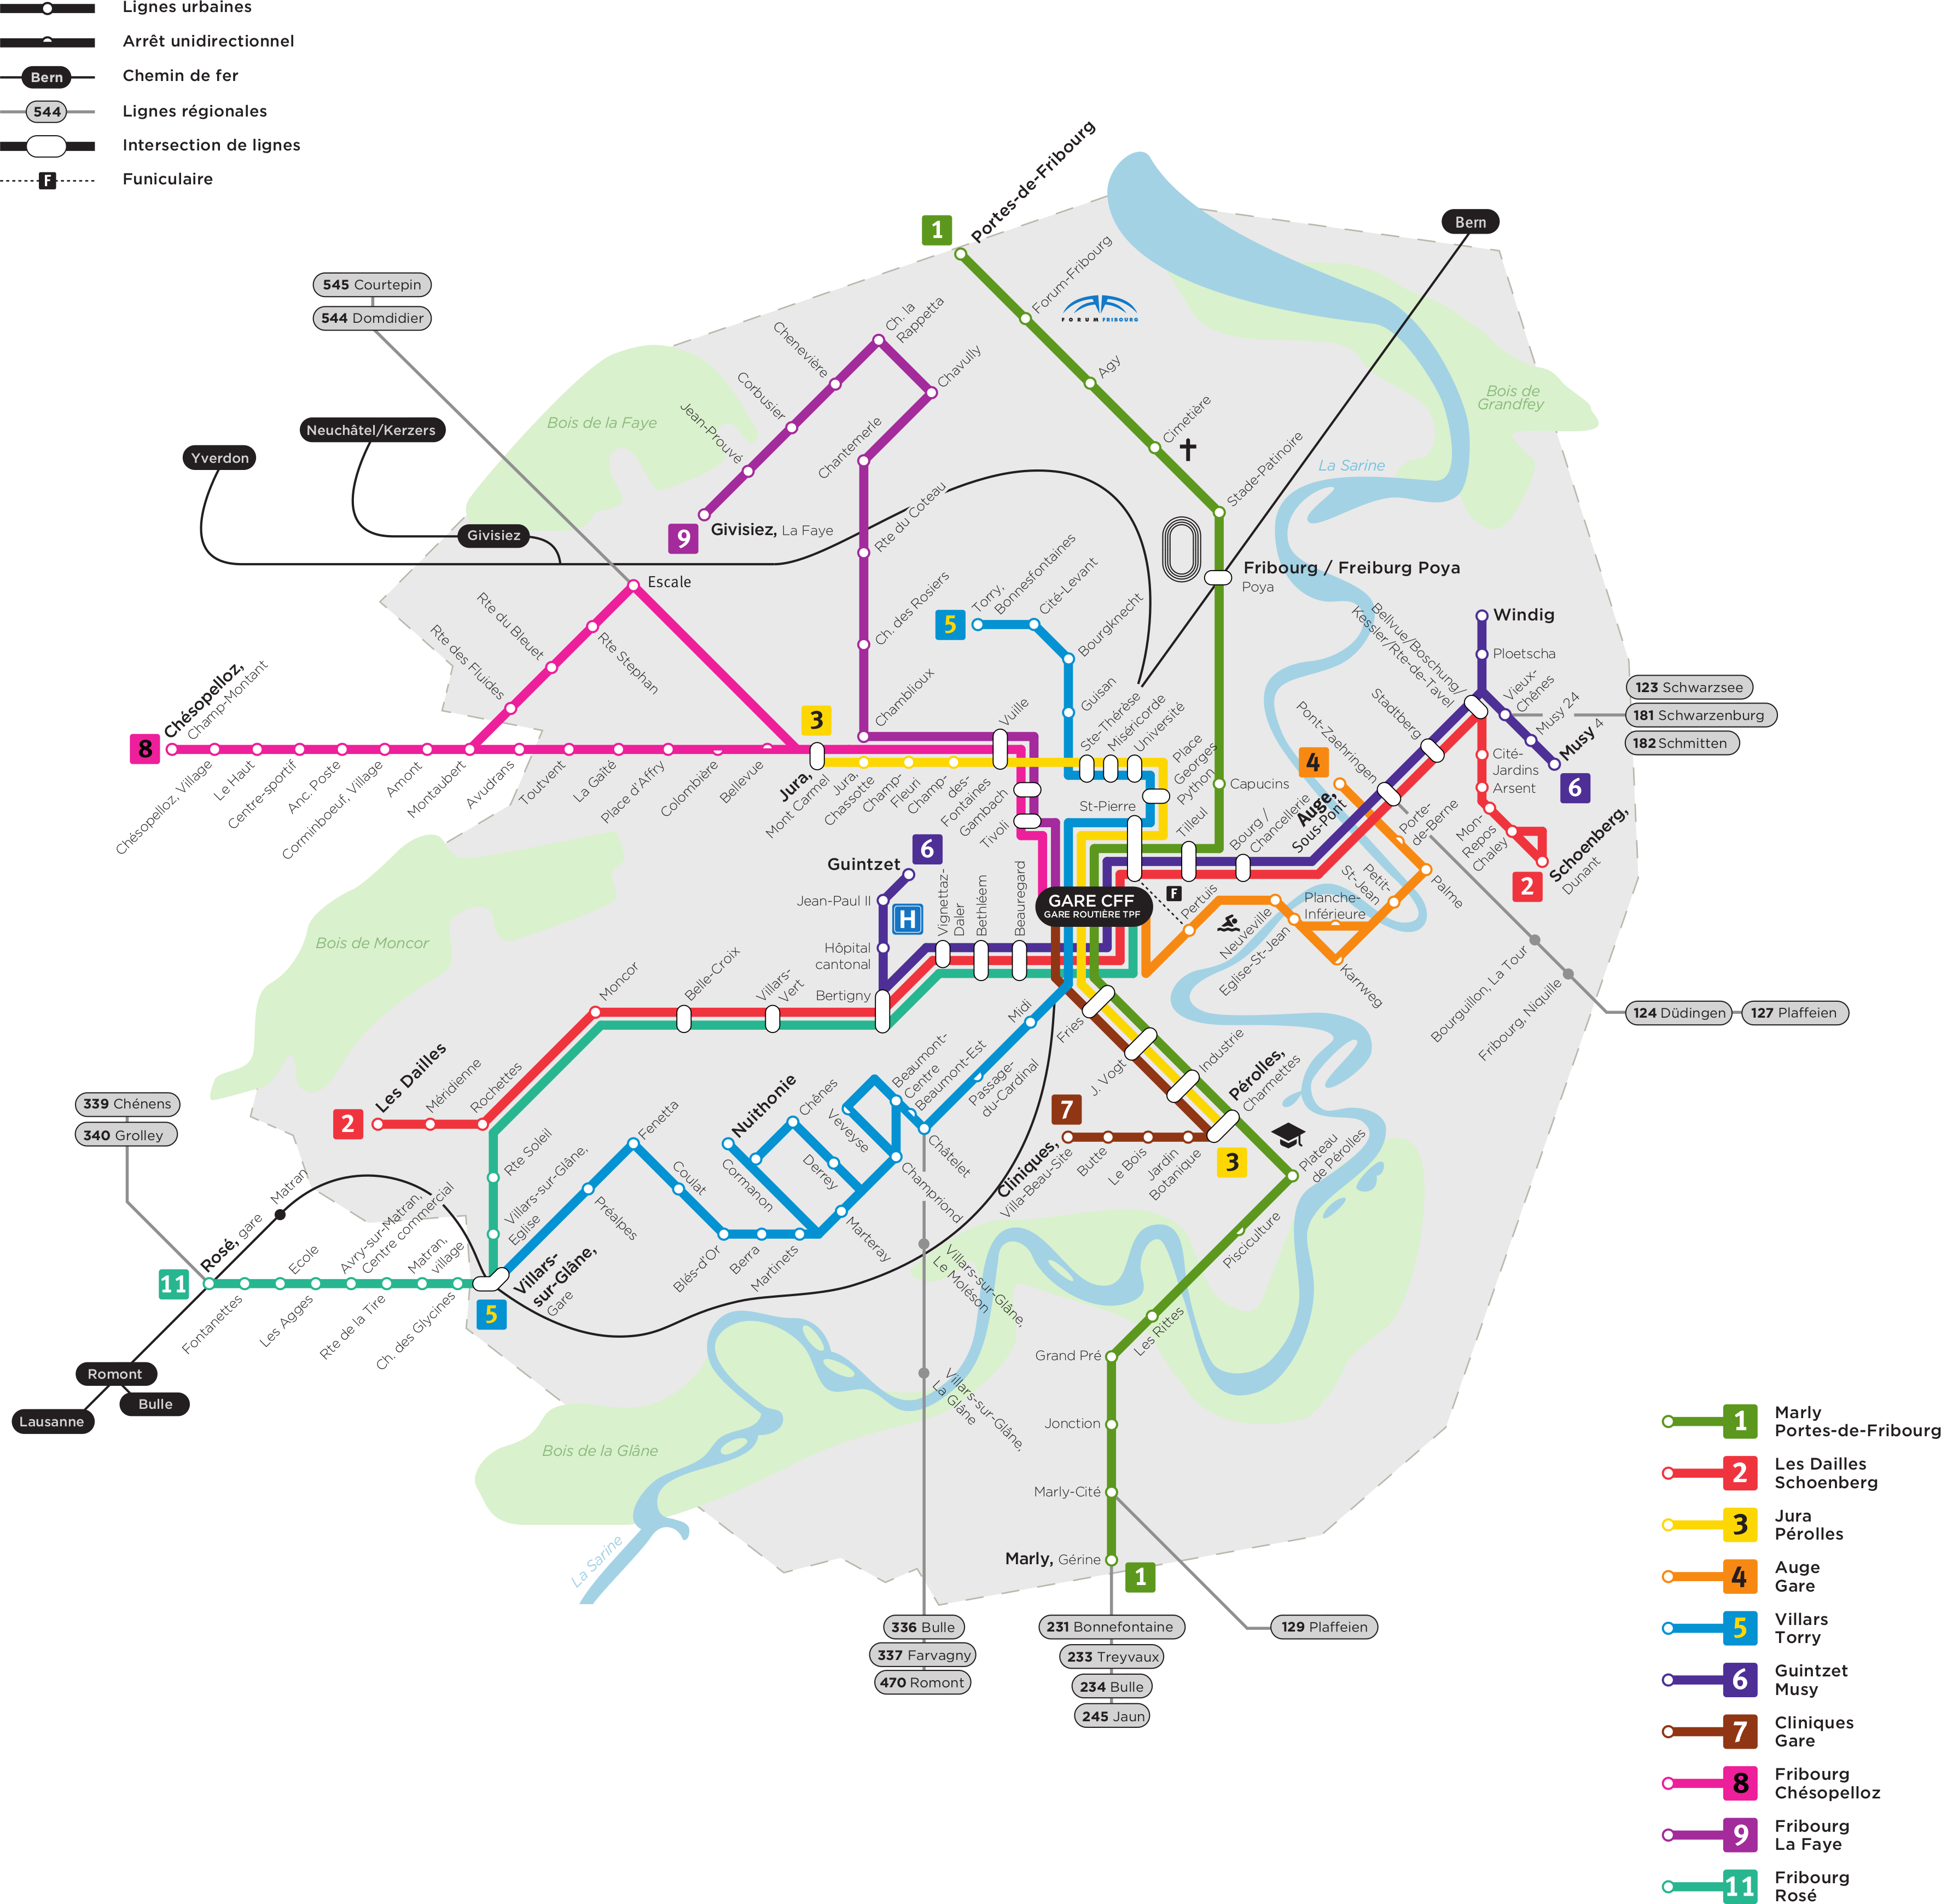 Lignes urbaines
Arrêt unidirectionnel
Bern
Chemin de fer
544
Lignes régionales
Intersection de lignes
F
Funiculaire
1
Portes-de-Fribourg
Forum-Fribourg
FORUM FRIBOURG
Agy
Cimetière
Stade-Patinoire
Bern
Bois de
Grandfey
La Sarine
Fribourg / Freiburg Poya
Poya
Capucins
545 Courtepin
544 Domdidier
Bois de la Faye
Neuchâtel/Kerzers
Yverdon
Givisiez
Ch. la
Rappetta
Chenevière
Corbusier
Jean-Prouvé
Chavully
Chantemerle
9
Givisiez, La Faye
Rte du Coteau
Ch. des Rosiers
Chamblioux
Escale
Rte du Bleuet
Rte Stephan
Rte des Fluides
5
Torry,
Bonnesfontaines
Cité-Levant
Bourgknecht
Guisan
Ste-Thérèse
Miséricorde
Université
Place
Georges
Python
St-Pierre
Tilleul
Bourg /
Chancellerie
8
Chésopelloz,
Champ-Montant
Chésopelloz, Village
Le Haut
Centre-sportif
Anc. Poste
Corminboeuf, Village
Amont
Montaubert
Avudrans
Toutvent
La Gaîté
Place d'Affry
Colombière
Bellevue
3
Jura,
Mont Carmel
Jura,
Chassotte
Champ-
Fleuri
Champ-
des-
Fontaines
Vuille
Gambach
Tivoli
Windig
Ploetscha
Bellvue/Boschung/
Kessler/Rte-de-Tavel
Vieux-
Chênes
Musy 24
Musy 4
6
123 Schwarzsee
181 Schwarzenburg
182 Schmitten
Stadtberg
Pont-Zaehringen
Cité-
Jardins
Arsent
Mon-
Repos
Chaley
Schoenberg,
Dunant
2
4
Auge,
Sous-Pont
Porte-
de-Berne
Palme
Petit-
St-Jean
Planche-
Inférieure
Karrweg
Eglise-St-Jean
Neuveville
Pertuis
F
Bourguillon, La Tour
Fribourg, Niquille
124 Düdingen
127 Plaffeien
GARE CFF
GARE ROUTIÈRE TPF
Guintzet
6
Jean-Paul II
H
Hôpital
cantonal
Bertigny
Vignettaz-
Daler
Bethléem
Beauregard
Bois de Moncor
Moncor
Belle-Croix
Villars-
Vert
2
Les Dailles
Méridienne
Rochettes
Rte Soleil
Villars-sur-Glâne,
Eglise
Fenetta
Préalpes
Coulat
Blés-d'Or
Berra
Martinets
Nuithonie
Chênes
Cormanon
Derrey
Marteray
Veveyse
Beaumont-
Centre
Beaumont-Est
Champriond
Châtelet
Passage-
du-Cardinal
Midi
Fries
J. Vogt
Industrie
Pérolles,
Charmettes
3
7
Cliniques,
Villa-Beau-Site
Butte
Le Bois
Jardin
Botanique
Plateau
de Pérolles
Pisciculture
Les Rittes
Grand Pré
Jonction
Marly-Cité
Marly, Gérine
1
339 Chénens
340 Grolley
Matran
Rosé, gare
11
Fontanettes
Ecole
Les Agges
Avry-sur-Matran,
Centre commercial
Rte de la Tire
Matran,
village
Ch. des Glycines
5
Villars-
sur-Glâne,
Gare
Romont
Bulle
Lausanne
Villars-sur-Glâne,
Le Moléson
Villars-sur-Glâne,
La Glâne
Bois de la Glâne
La Sarine
336 Bulle
337 Farvagny
470 Romont
231 Bonnefontaine
233 Treyvaux
234 Bulle
245 Jaun
129 Plaffeien
1
Marly
Portes-de-Fribourg
2
Les Dailles
Schoenberg
3
Jura
Pérolles
4
Auge
Gare
5
Villars
Torry
6
Guintzet
Musy
7
Cliniques
Gare
8
Fribourg
Chésopelloz
9
Fribourg
La Faye
11
Fribourg
Rosé